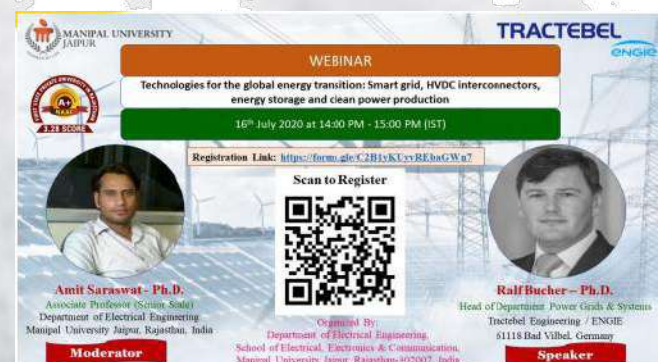 MANIPAL UNIVERSITY
JAIPUR
TRACTEBEL
ENGIE
WEBINAR
Technologies for the global energy transition: Smart grid, HVDC interconnectors,
energy storage and clean power production
16th July 2020 at 14:00 PM - 15:00 PM (IST)
A+
NAAC
3.28 SCORE
Registration Link: https://forms.gle/C2B1yKUvvREbaGWn7
Scan to Register
Amit Saraswat - Ph.D.
Associate Professor (Senior Scale)
Department of Electrical Engineering
Manipal University Jaipur, Rajasthan, India
Moderator
Organized By:
Department of Electrical Engineering,
School of Electrical, Electronics & Communication,
Manipal University Jaipur, Rajasthan-302007, India
Ralf Bucher – Ph.D.
Head of Department Power Grids & Systems
Tractebel Engineering / ENGIE
61118 Bad Vilbel, Germany
Speaker